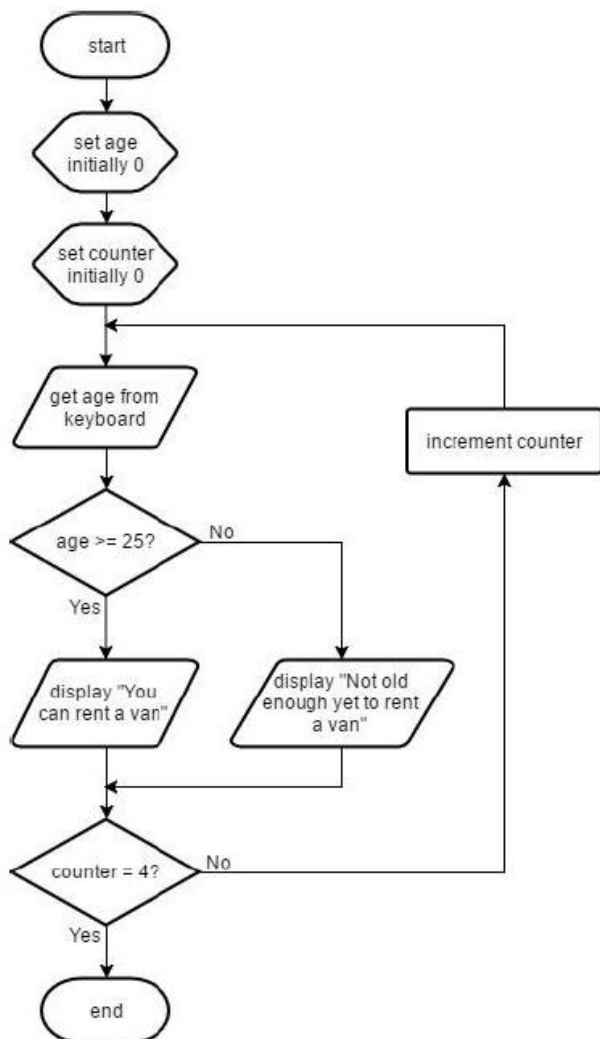 start
set age
initially 0
set counter
initially 0
get age from
keyboard
increment counter
age >= 25?
No
Yes
display "You
can rent a van"
display "Not old
enough yet to rent
a van"
counter = 4?
No
Yes
end